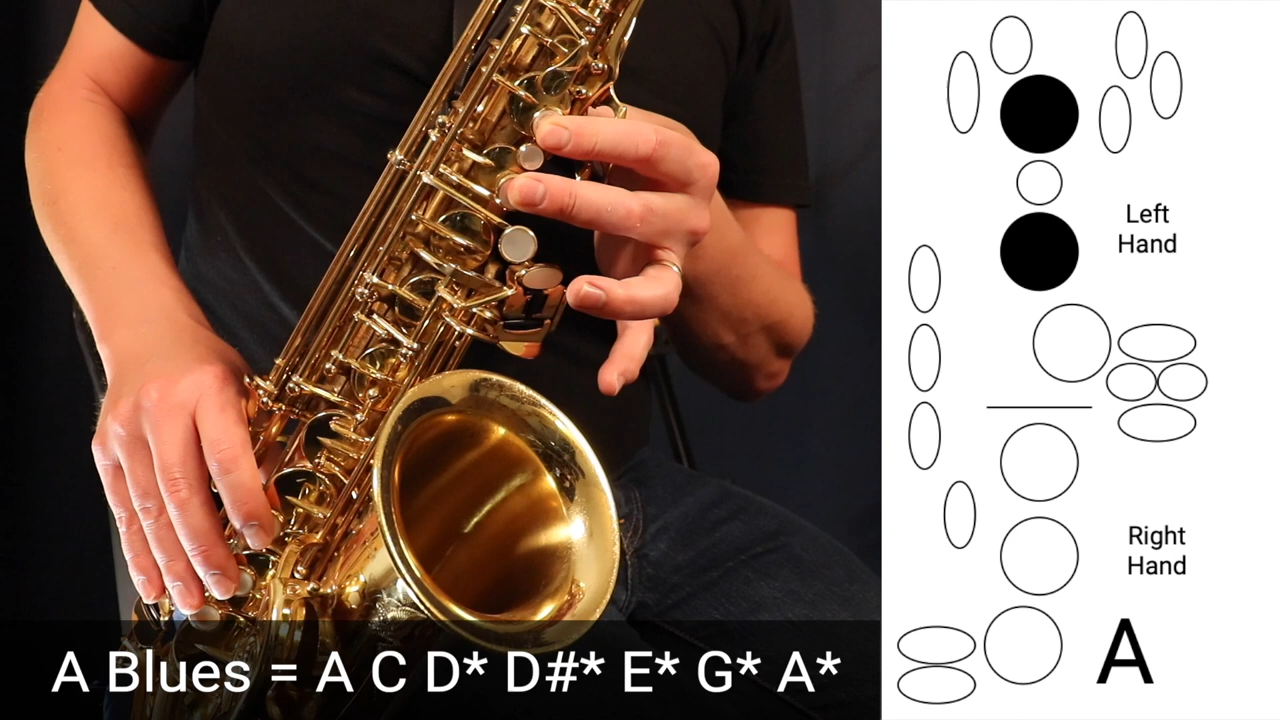 Left
Hand
Right
Hand
A
A Blues = A C D* D#* E* G* A*